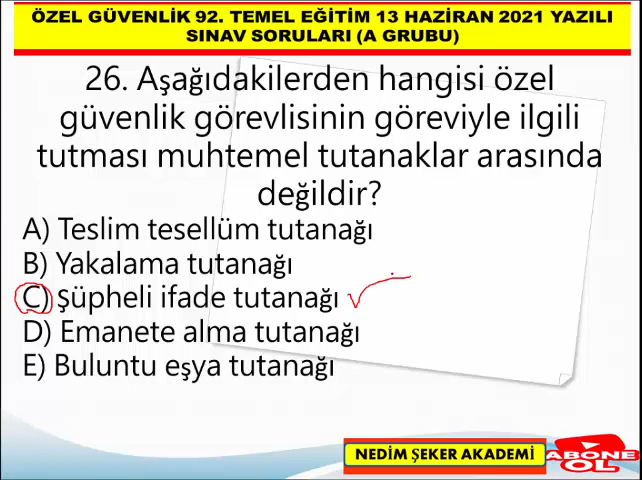 ÖZEL GÜVENLİK 92. TEMEL EĞİTİM 13 HAZİRAN 2021 YAZILI
SINAV SORULARI (A GRUBU)
26. Aşağıdakilerden hangisi özel
güvenlik görevlisinin göreviyle ilgili
tutması muhtemel tutanaklar arasında
değildir?
A) Teslim tesellüm tutanağı
B) Yakalama tutanağı
C) Şüpheli ifade tutanağı
D) Emanete alma tutanağı
E) Buluntu eşya tutanağı
NEDİM ŞEKER AKADEMİ
ABONE
OL